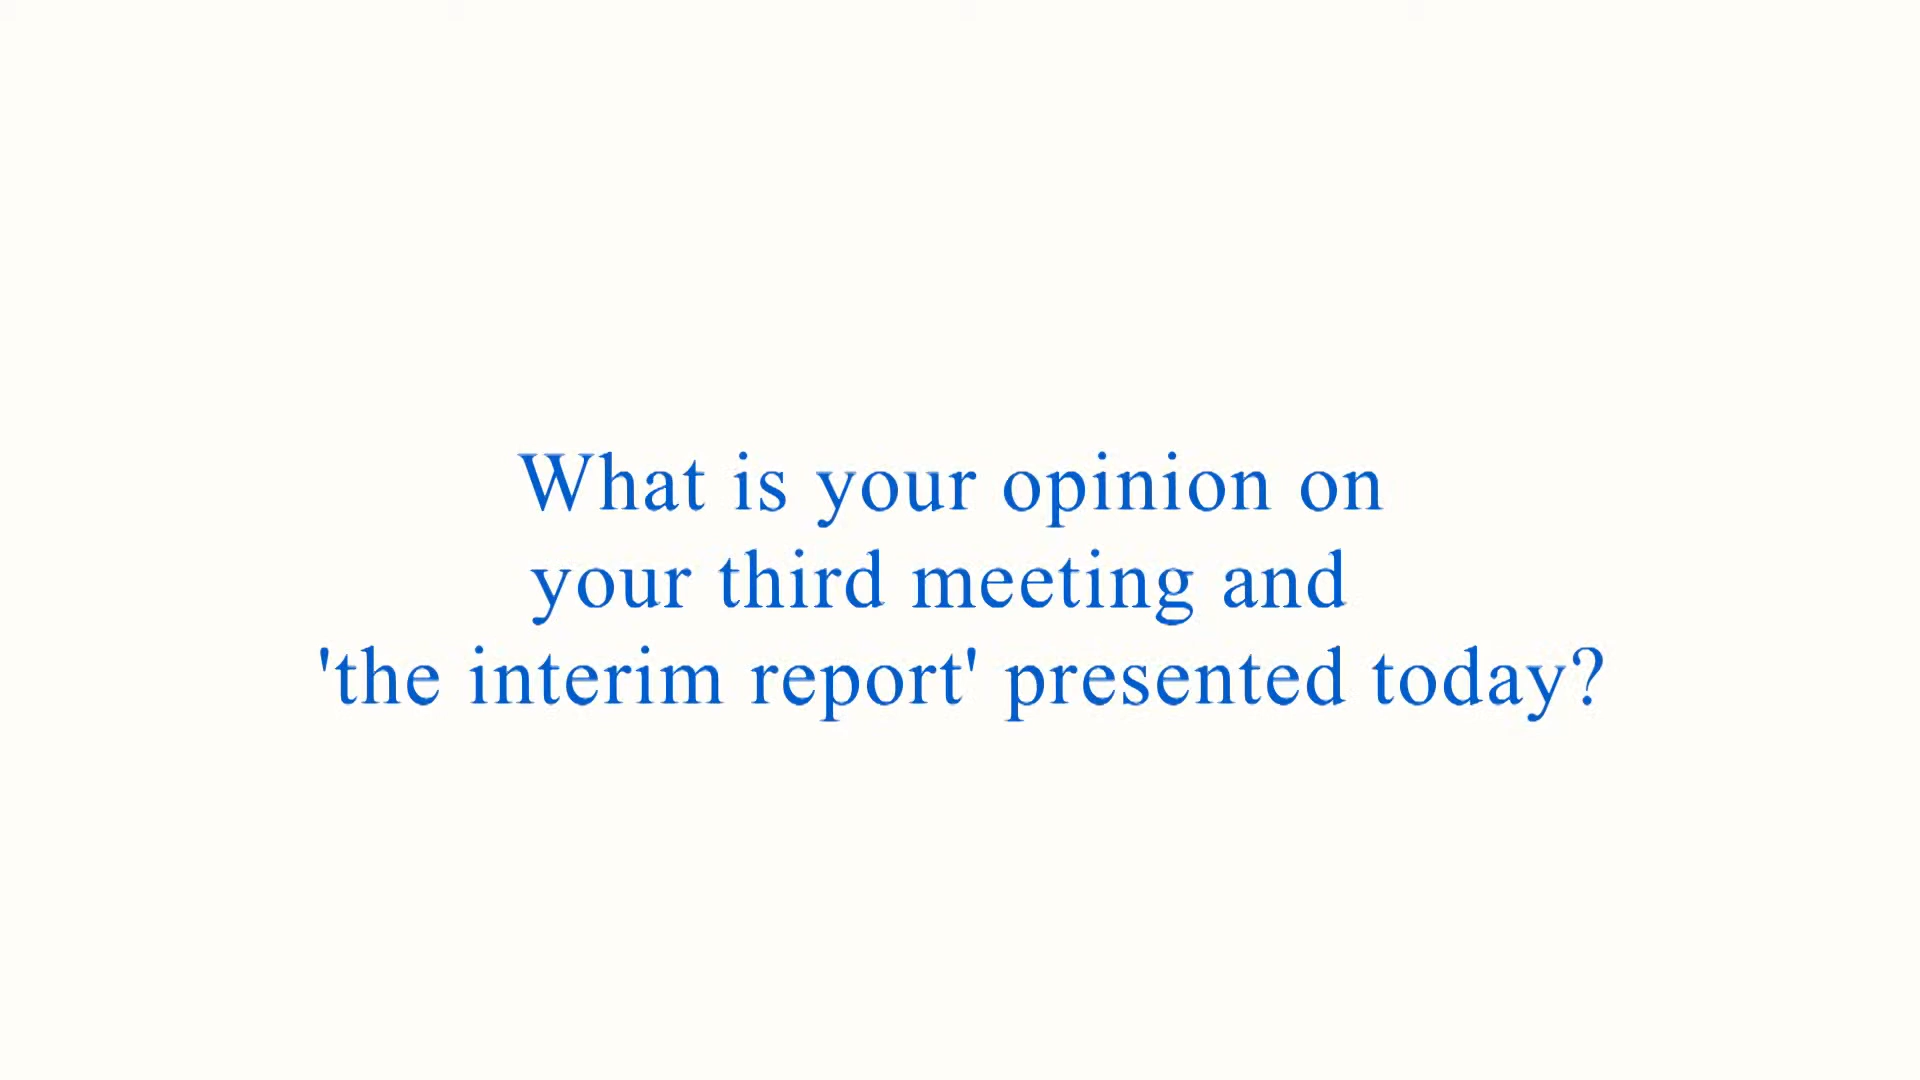 What is your opinion on
your third meeting and
'the interim report' presented today?